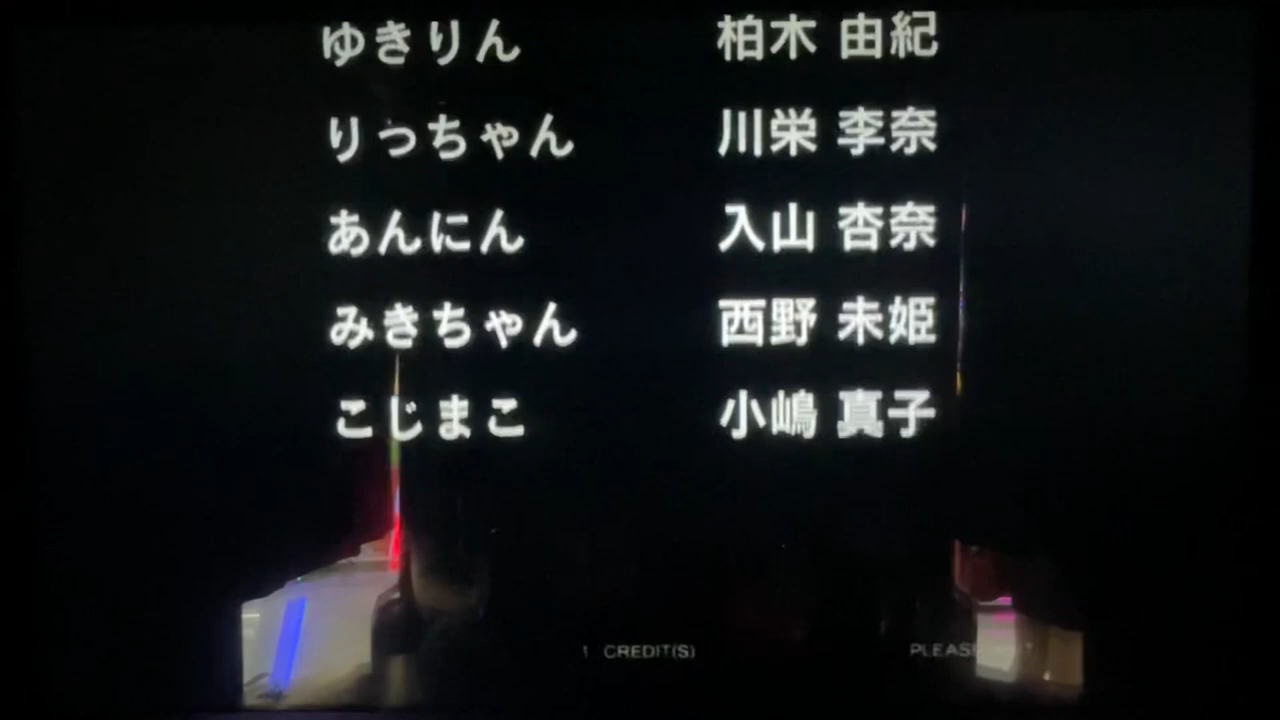 ゆきりん 柏木 由紀
りっちゃん 川栄 李奈
あんにん 入山 杏奈
みきちゃん 西野 未姫
こじまこ 小嶋 真子
1 CREDIT(S) PLEASE